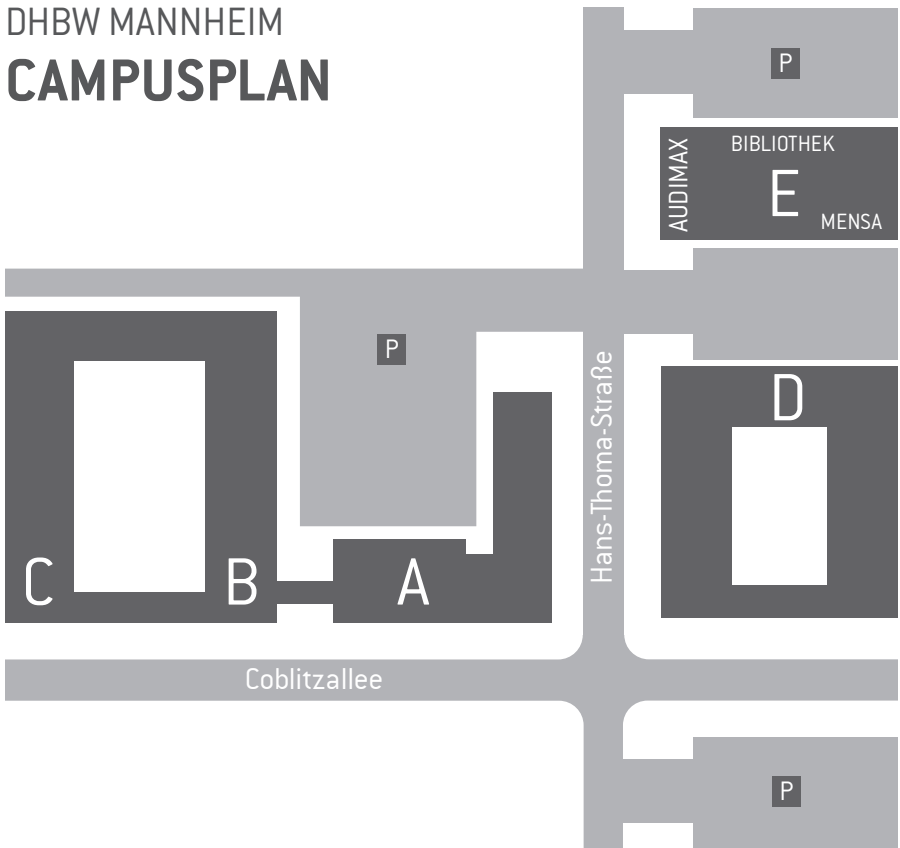 DHBW MANNHEIM
CAMPUSPLAN
P
AUDIMAX
BIBLIOTHEK
E
MENSA
P
Hans-Thoma-Straße
D
C
B
A
Coblitzallee
P